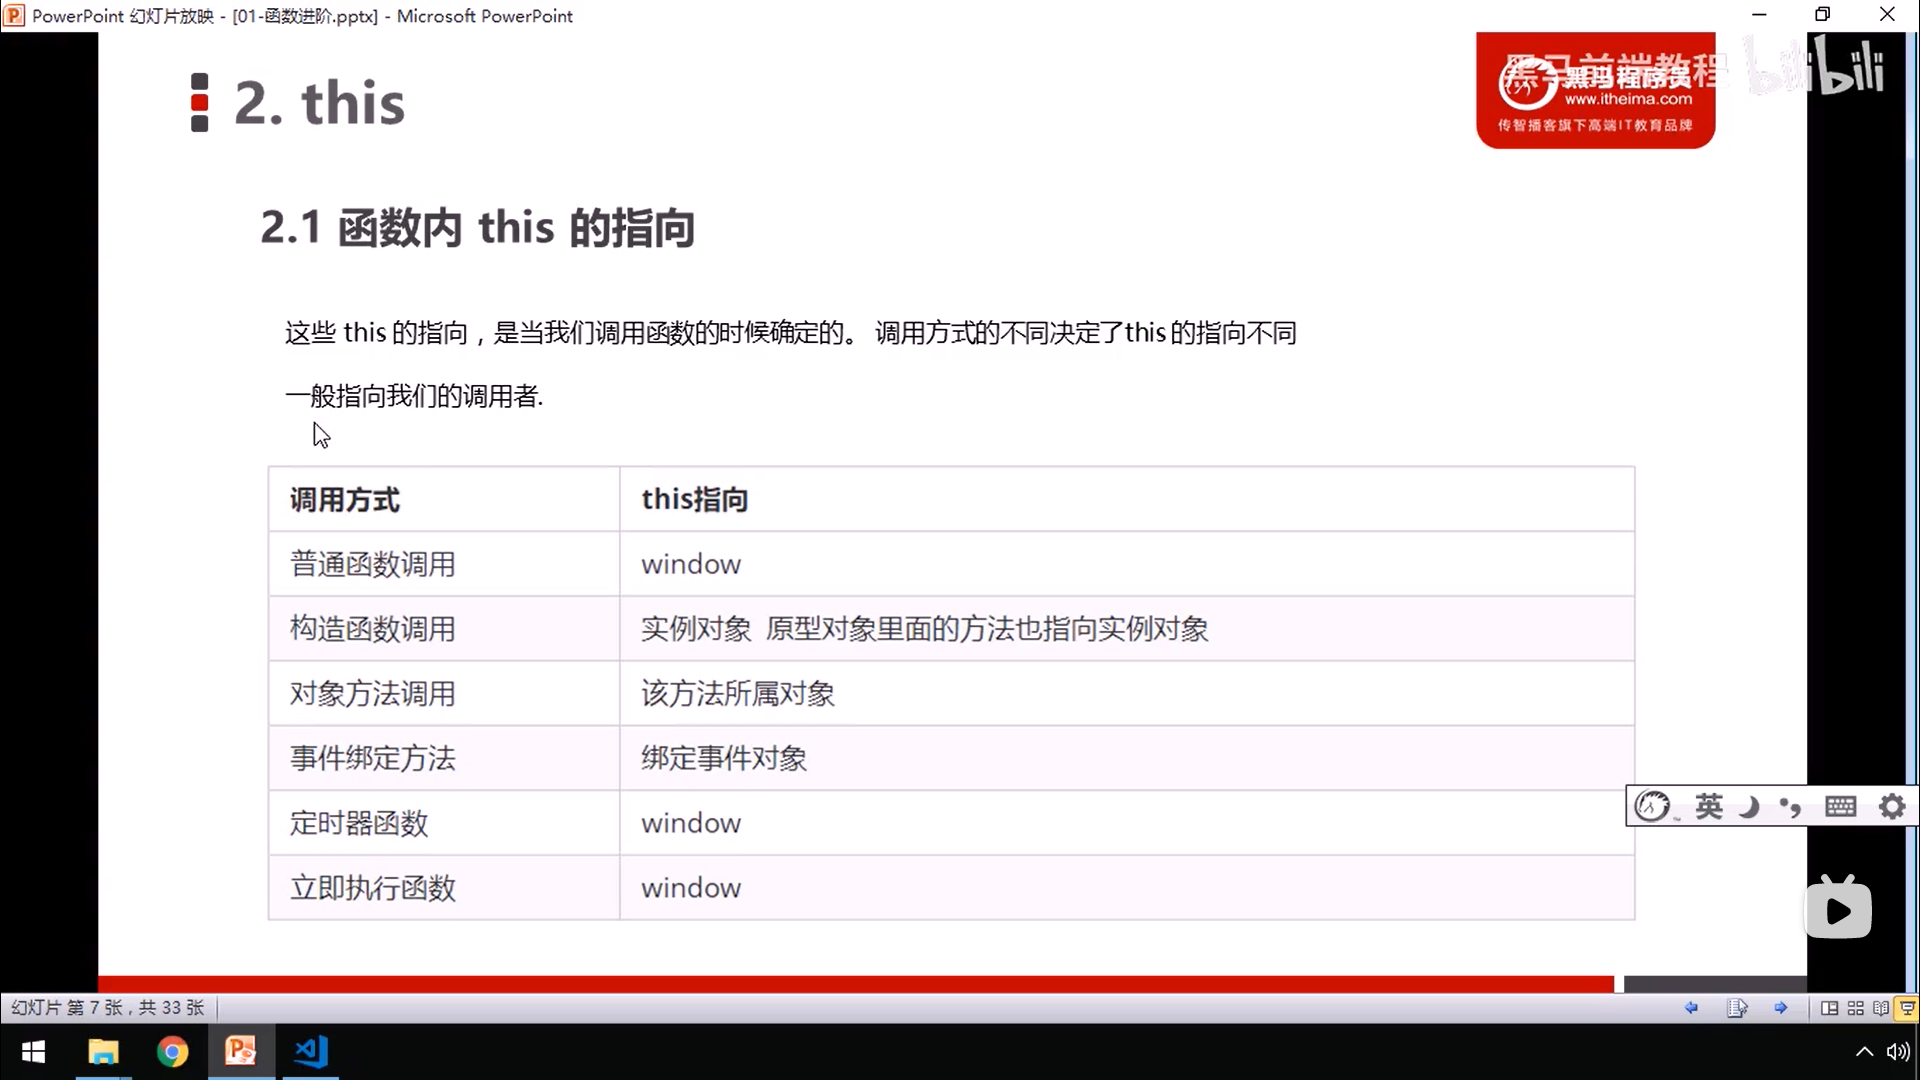 PowerPoint 幻灯片放映 - [01-函数进阶.pptx] - Microsoft PowerPoint
黑马前端教程 bilibili
2. this
黑马程序员
www.itheima.com
传智播客旗下高端IT教育品牌
2.1 函数内 this 的指向
这些 this 的指向，是当我们调用函数的时候确定的。 调用方式的不同决定了this 的指向不同
一般指向我们的调用者.
调用方式 this指向
普通函数调用 window
构造函数调用 实例对象 原型对象里面的方法也指向实例对象
对象方法调用 该方法所属对象
事件绑定方法 绑定事件对象
定时器函数 window
立即执行函数 window
英
幻灯片 第 7 张，共 33 张